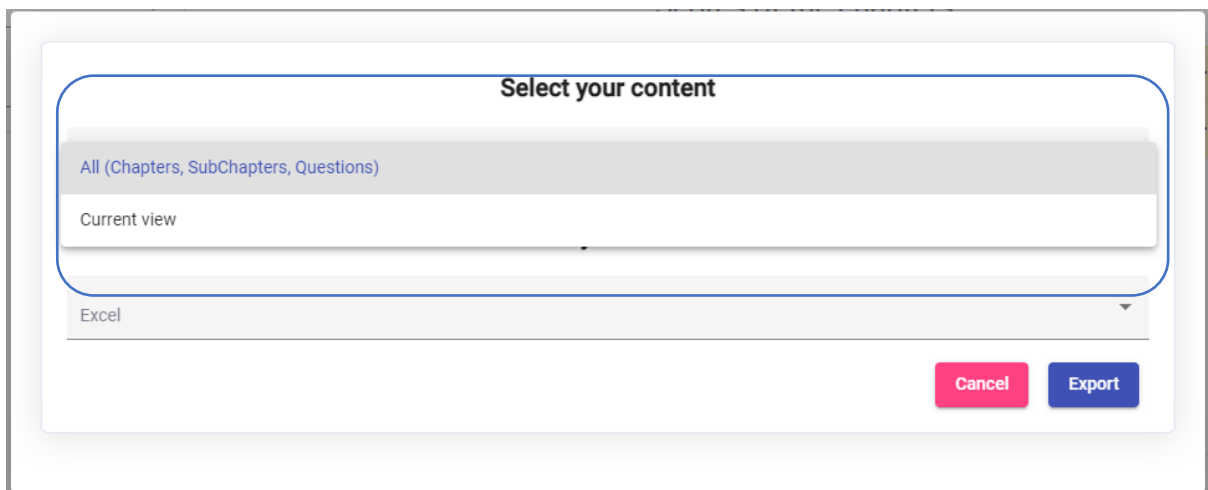 Select your content
All (Chapters, SubChapters, Questions)
Current view
Excel
Cancel
Export